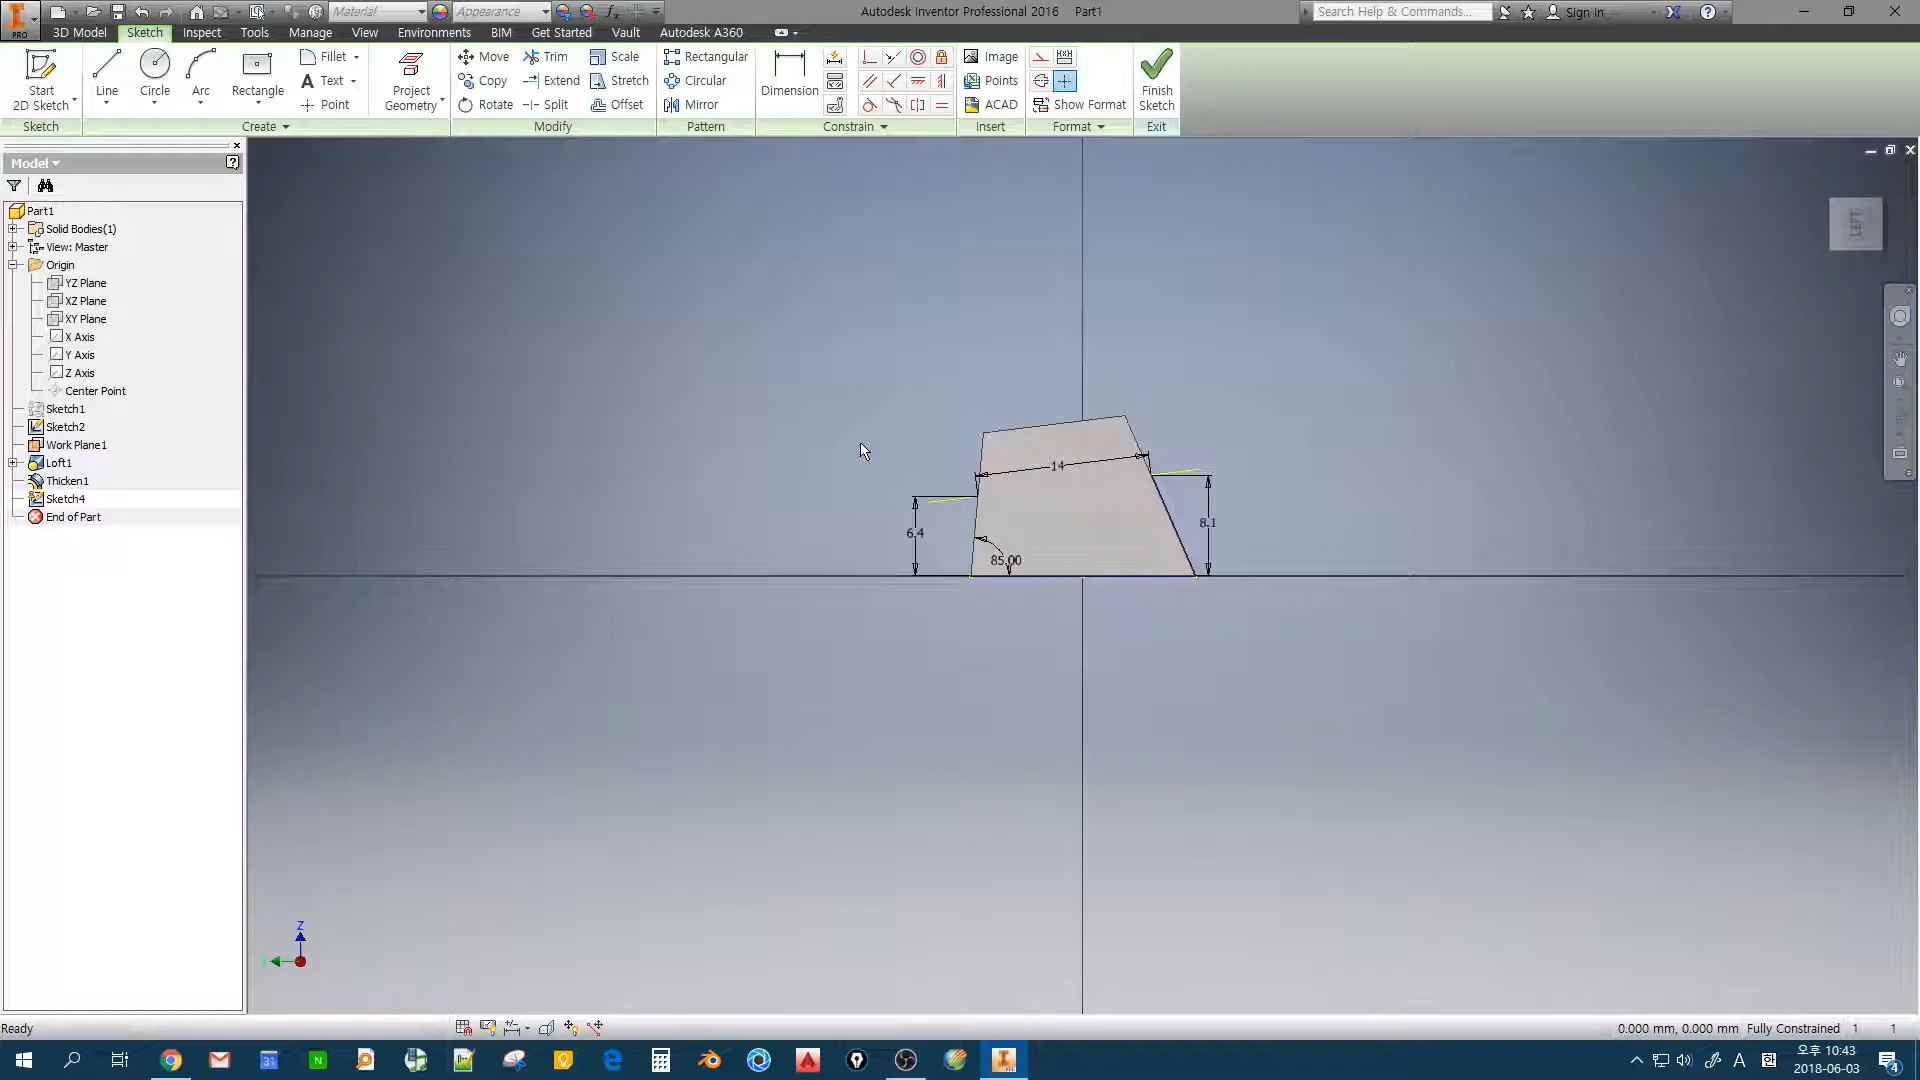 PRO
Material
Appearance
Autodesk Inventor Professional 2016 Part1
Search Help & Commands...
Sign In
3D Model Sketch Inspect Tools Manage View Environments BIM Get Started Vault Autodesk A360
Start
2D Sketch
Line
Circle
Arc
Rectangle
Fillet
Text
Point
Project
Geometry
Move
Copy
Rotate
Trim
Extend
Split
Scale
Stretch
Offset
Rectangular
Circular
Mirror
Dimension
Image
Points
ACAD
Show Format
Finish
Sketch
Sketch
Create
Modify
Pattern
Constrain
Insert
Format
Exit
Model
Part1
Solid Bodies(1)
View: Master
Origin
YZ Plane
XZ Plane
XY Plane
X Axis
Y Axis
Z Axis
Center Point
Sketch1
Sketch2
Work Plane1
Loft1
Thicken1
Sketch4
End of Part
14
6.4
8.1
85.00
Z
Ready
0.000 mm, 0.000 mm Fully Constrained 1 1
A
오후 10:43
2018-06-03
4